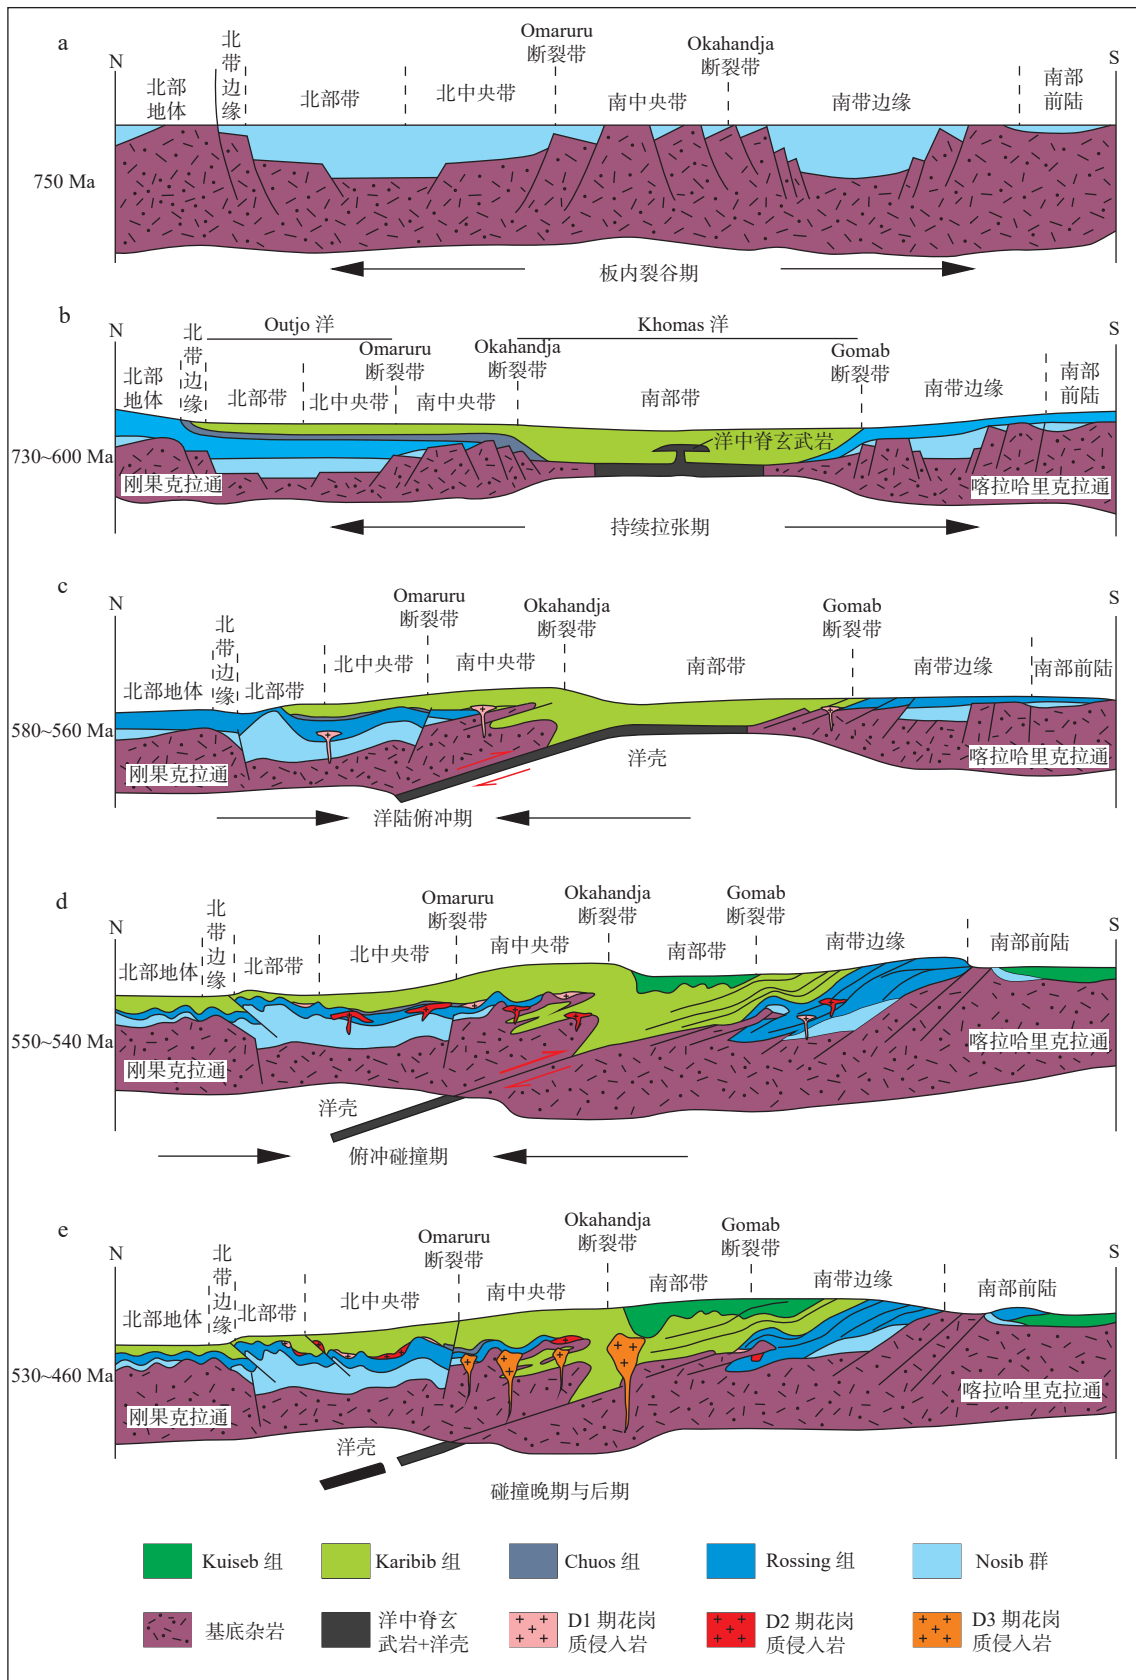 a
N
S
北带边缘
Omaruru
断裂带
Okahandja
断裂带
北部
地体
北部带
北中央带
南中央带
南带边缘
南部
前陆
750 Ma
板内裂谷期
b
N
S
Outjo 洋
Khomas 洋
北带边缘
Omaruru
断裂带
Okahandja
断裂带
Gomab
断裂带
北部
地体
北部带
北中央带
南中央带
南部带
南带边缘
南部
前陆
洋中脊玄武岩
730~600 Ma
刚果克拉通
喀拉哈里克拉通
持续拉张期
c
N
S
北带边缘
Omaruru
断裂带
Okahandja
断裂带
Gomab
断裂带
北部地体
北部带
北中央带
南中央带
南部带
南带边缘
南部前陆
580~560 Ma
刚果克拉通
洋壳
喀拉哈里克拉通
洋陆俯冲期
d
N
S
北带边缘
Omaruru
断裂带
Okahandja
断裂带
Gomab
断裂带
北部地体
北部带
北中央带
南中央带
南部带
南带边缘
南部前陆
550~540 Ma
刚果克拉通
喀拉哈里克拉通
洋壳
俯冲碰撞期
e
N
S
北带边缘
Omaruru
断裂带
Okahandja
断裂带
Gomab
断裂带
北部地体
北部带
北中央带
南中央带
南部带
南带边缘
南部前陆
530~460 Ma
刚果克拉通
喀拉哈里克拉通
洋壳
碰撞晚期与后期
Kuiseb 组
Karibib 组
Chuos 组
Rossing 组
Nosib 群
基底杂岩
洋中脊玄
武岩+洋壳
D1 期花岗
质侵入岩
D2 期花岗
质侵入岩
D3 期花岗
质侵入岩